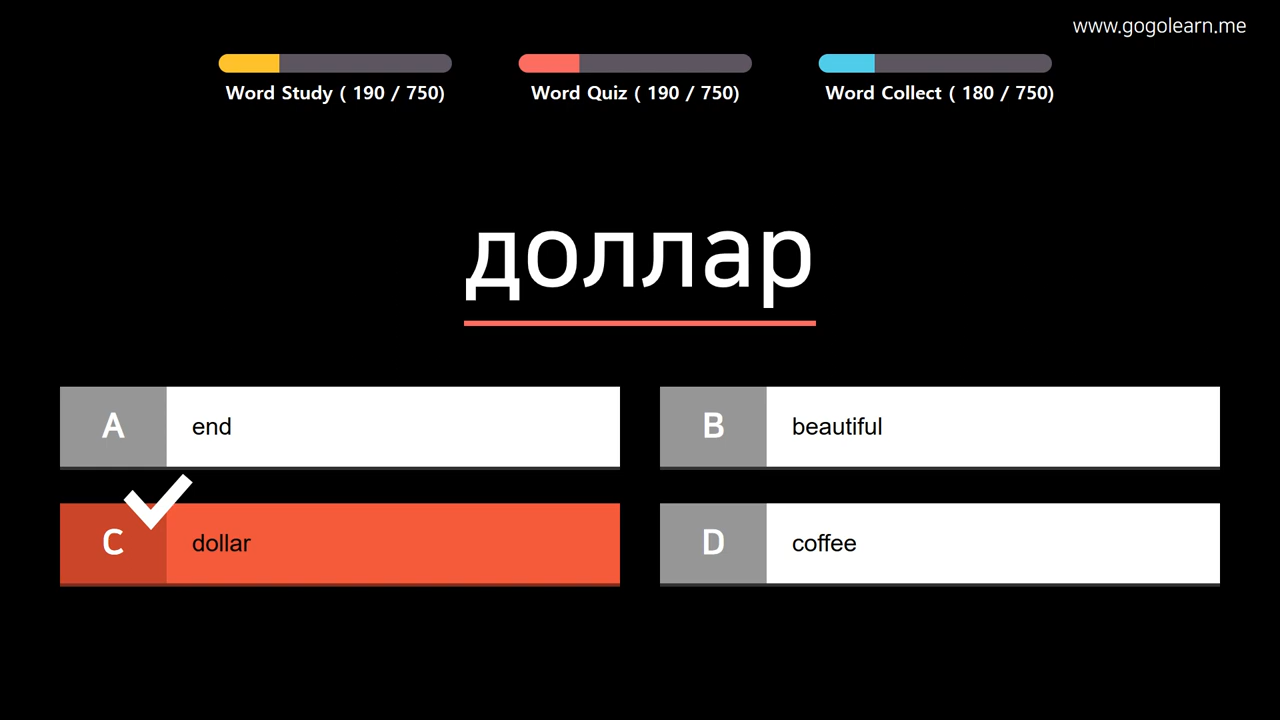 www.gogolearn.me
Word Study ( 190 / 750)
Word Quiz ( 190 / 750)
Word Collect ( 180 / 750)
доллар
A end
B beautiful
C dollar
D coffee